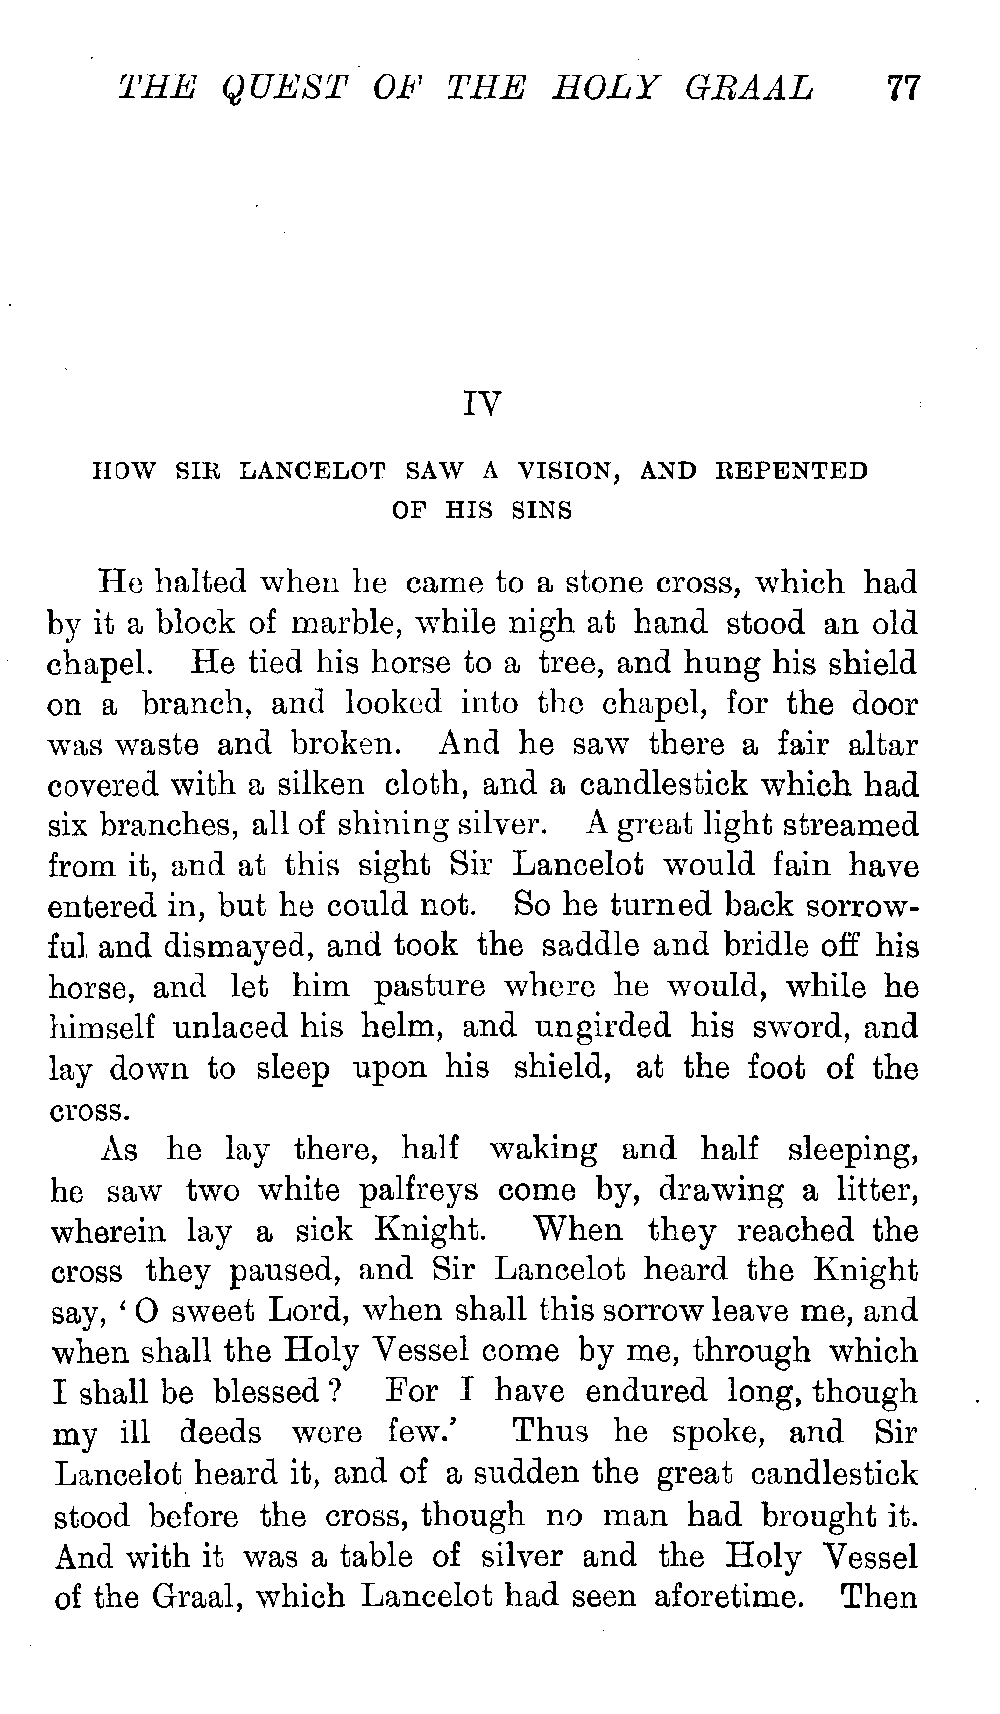 THE QUEST OF THE HOLY GRAAL 77
IV
HOW SIR LANCELOT SAW A VISION, AND REPENTED
OF HIS SINS
He halted when he came to a stone cross, which had
by it a block of marble, while nigh at hand stood an old
chapel. He tied his horse to a tree, and hung his shield
on a branch, and looked into the chapel, for the door
was waste and broken. And he saw there a fair altar
covered with a silken cloth, and a candlestick which had
six branches, all of shining silver. A great light streamed
from it, and at this sight Sir Lancelot would fain have
entered in, but he could not. So he turned back sorrow-
ful and dismayed, and took the saddle and bridle off his
horse, and let him pasture where he would, while he
himself unlaced his helm, and ungirded his sword, and
lay down to sleep upon his shield, at the foot of the
cross.
As he lay there, half waking and half sleeping,
he saw two white palfreys come by, drawing a litter,
wherein lay a sick Knight. When they reached the
cross they paused, and Sir Lancelot heard the Knight
say, ‘O sweet Lord, when shall this sorrow leave me, and
when shall the Holy Vessel come by me, through which
I shall be blessed? For I have endured long, though
my ill deeds were few.’ Thus he spoke, and Sir
Lancelot heard it, and of a sudden the great candlestick
stood before the cross, though no man had brought it.
And with it was a table of silver and the Holy Vessel
of the Graal, which Lancelot had seen aforetime. Then